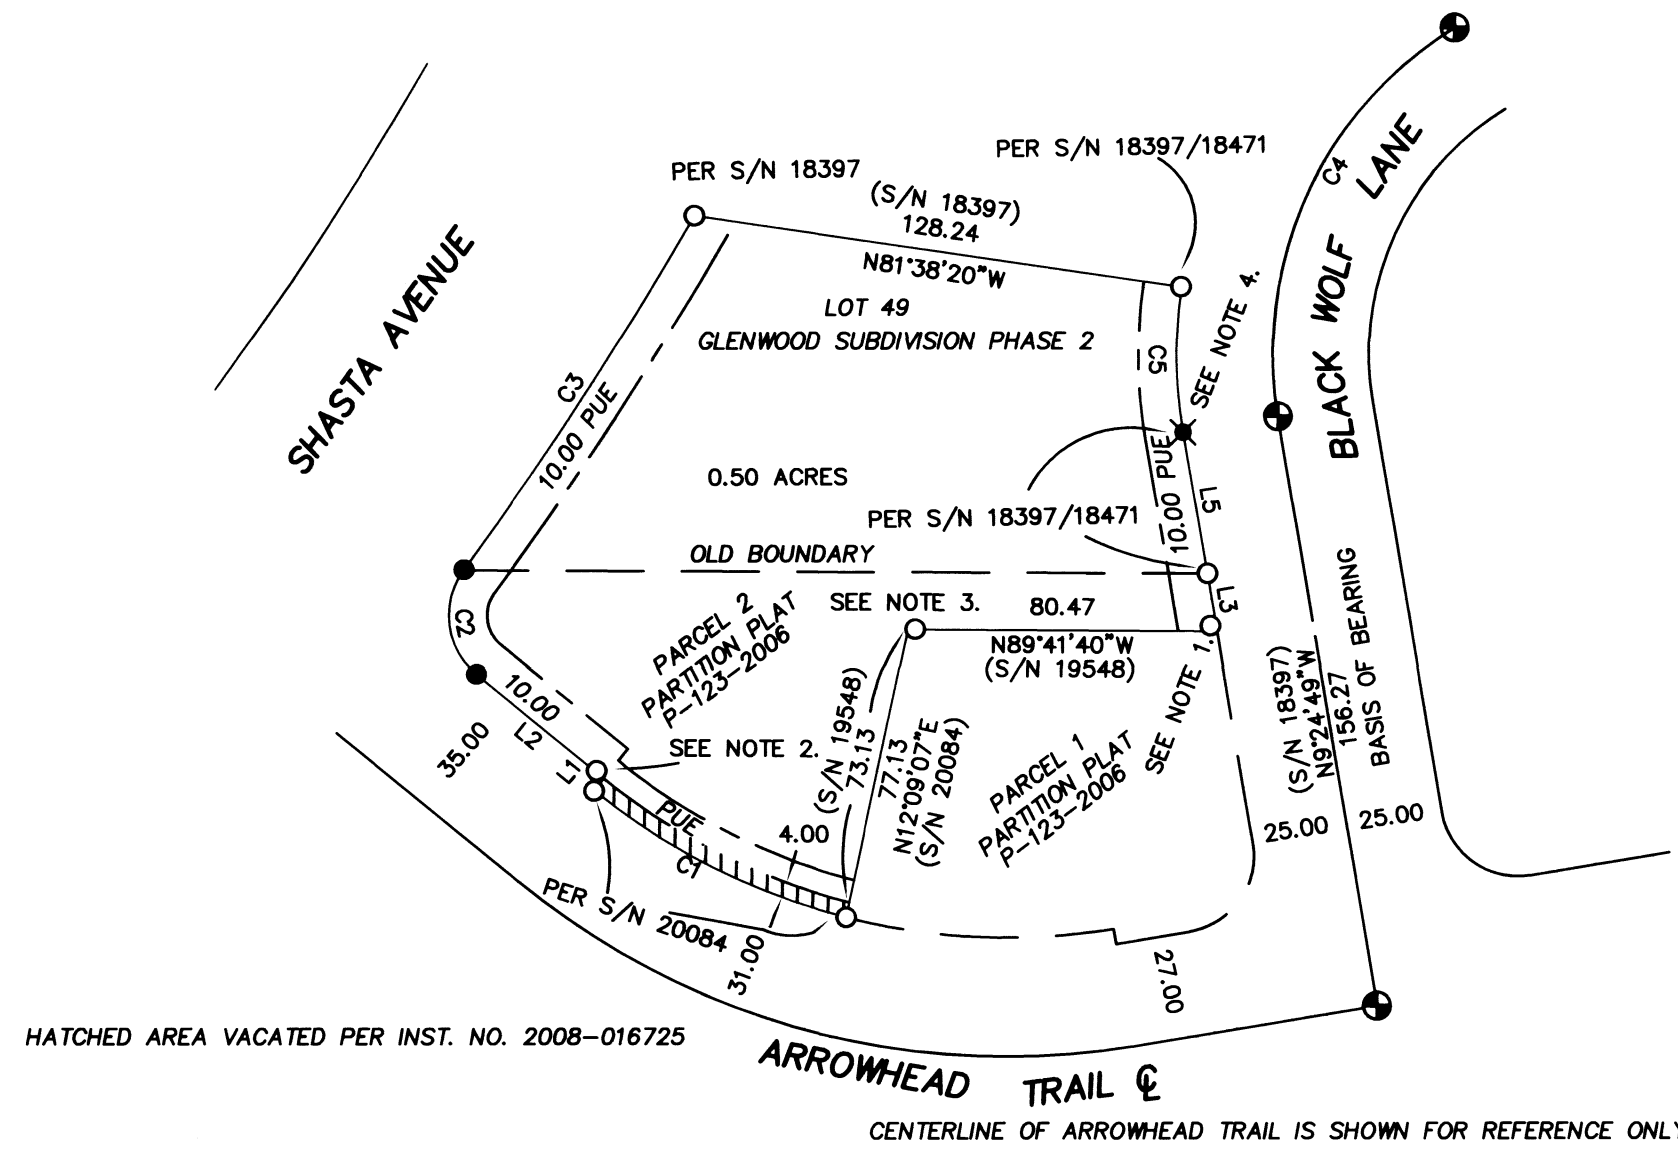 PER S/N 18397/18471
PER S/N 18397
(S/N 18397)
128.24
N81°38'20"W
C4
BLACK WOLF LANE
SHASTA AVENUE
LOT 49
GLENWOOD SUBDIVISION PHASE 2
C5
SEE NOTE 4.
C3
10.00 PUE
0.50 ACRES
10.00 PUE
L5
PER S/N 18397/18471
OLD BOUNDARY
SEE NOTE 3.
80.47
L3
N89°41'40"W
(S/N 19548)
C2
PARCEL 2
PARTITION PLAT
P-123-2006
SEE NOTE 1.
(S/N 18397)
N9°24'49"W
156.27
BASIS OF BEARING
10.00
L2
35.00
L1
SEE NOTE 2.
(S/N 19548)
73.13
77.13
N12°09'07"E
(S/N 20084)
PARCEL 1
PARTITION PLAT
P-123-2006
PUE
4.00
25.00
25.00
C1
PER S/N 20084
31.00
27.00
HATCHED AREA VACATED PER INST. NO. 2008-016725
ARROWHEAD TRAIL ℄
CENTERLINE OF ARROWHEAD TRAIL IS SHOWN FOR REFERENCE ONLY